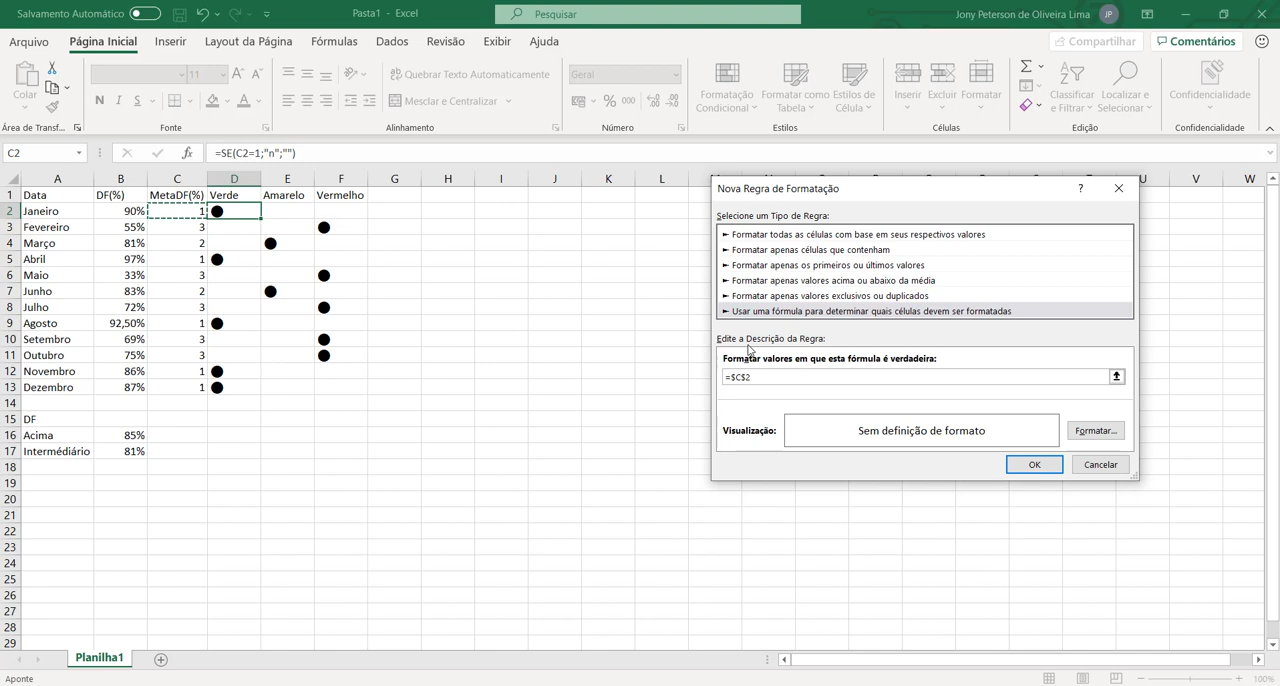 Salvamento Automático
Pasta1 - Excel
Pesquisar
Jony Peterson de Oliveira Lima
JP
Arquivo
Página Inicial
Inserir
Layout da Página
Fórmulas
Dados
Revisão
Exibir
Ajuda
Compartilhar
Comentários
Colar
11
N I S
Quebrar Texto Automaticamente
Mesclar e Centralizar
Geral
% 000
Formatação Condicional
Formatar como Tabela
Estilos de Célula
Inserir
Excluir
Formatar
Classificar e Filtrar
Localizar e Selecionar
Confidencialidade
Área de Transf...
Fonte
Alinhamento
Número
Estilos
Células
Edição
Confidencialidade
C2
fx
=SE(C2=1;"n";"")
A B C D E F G H I J K L U V W
1 Data DF(%) MetaDF(%) Verde Amarelo Vermelho
2 Janeiro 90% 1
3 Fevereiro 55% 3
4 Março 81% 2
5 Abril 97% 1
6 Maio 33% 3
7 Junho 83% 2
8 Julho 72% 3
9 Agosto 92,50% 1
10 Setembro 69% 3
11 Outubro 75% 3
12 Novembro 86% 1
13 Dezembro 87% 1
14
15 DF
16 Acima 85%
17 Intermédiário 81%
18
19
20
21
22
23
24
25
26
27
28
29
Nova Regra de Formatação
?
Selecione um Tipo de Regra:
► Formatar todas as células com base em seus respectivos valores
► Formatar apenas células que contenham
► Formatar apenas os primeiros ou últimos valores
► Formatar apenas valores acima ou abaixo da média
► Formatar apenas valores exclusivos ou duplicados
► Usar uma fórmula para determinar quais células devem ser formatadas
Edite a Descrição da Regra:
Formatar valores em que esta fórmula é verdadeira:
=$C$2
Visualização:
Sem definição de formato
Formatar...
OK
Cancelar
Planilha1
Aponte
100%